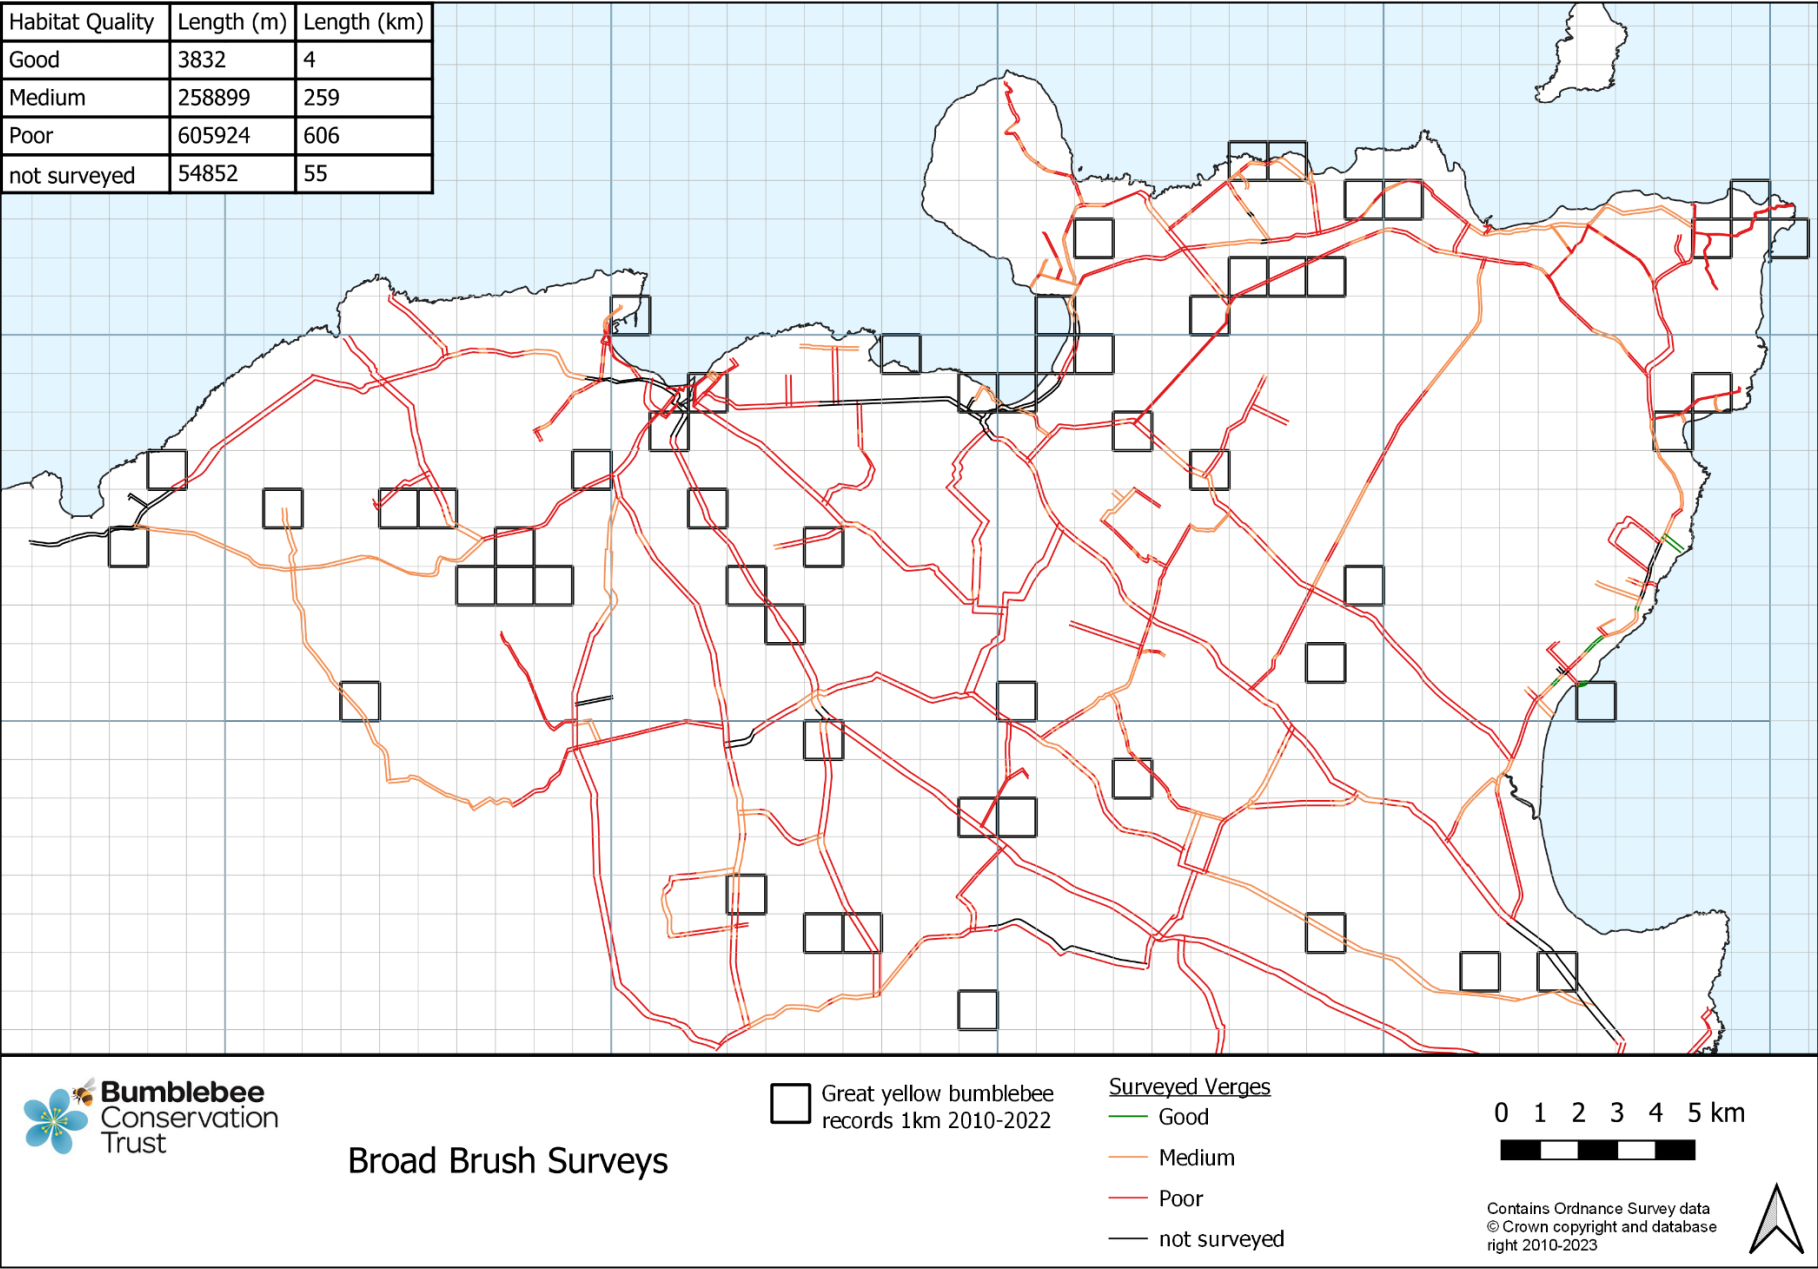 Habitat Quality Length (m) Length (km)
Good 3832 4
Medium 258899 259
Poor 605924 606
not surveyed 54852 55
Bumblebee
Conservation
Trust
Broad Brush Surveys
Great yellow bumblebee
records 1km 2010-2022
Surveyed Verges
Good
Medium
Poor
not surveyed
0 1 2 3 4 5 km
Contains Ordnance Survey data
© Crown copyright and database
right 2010-2023